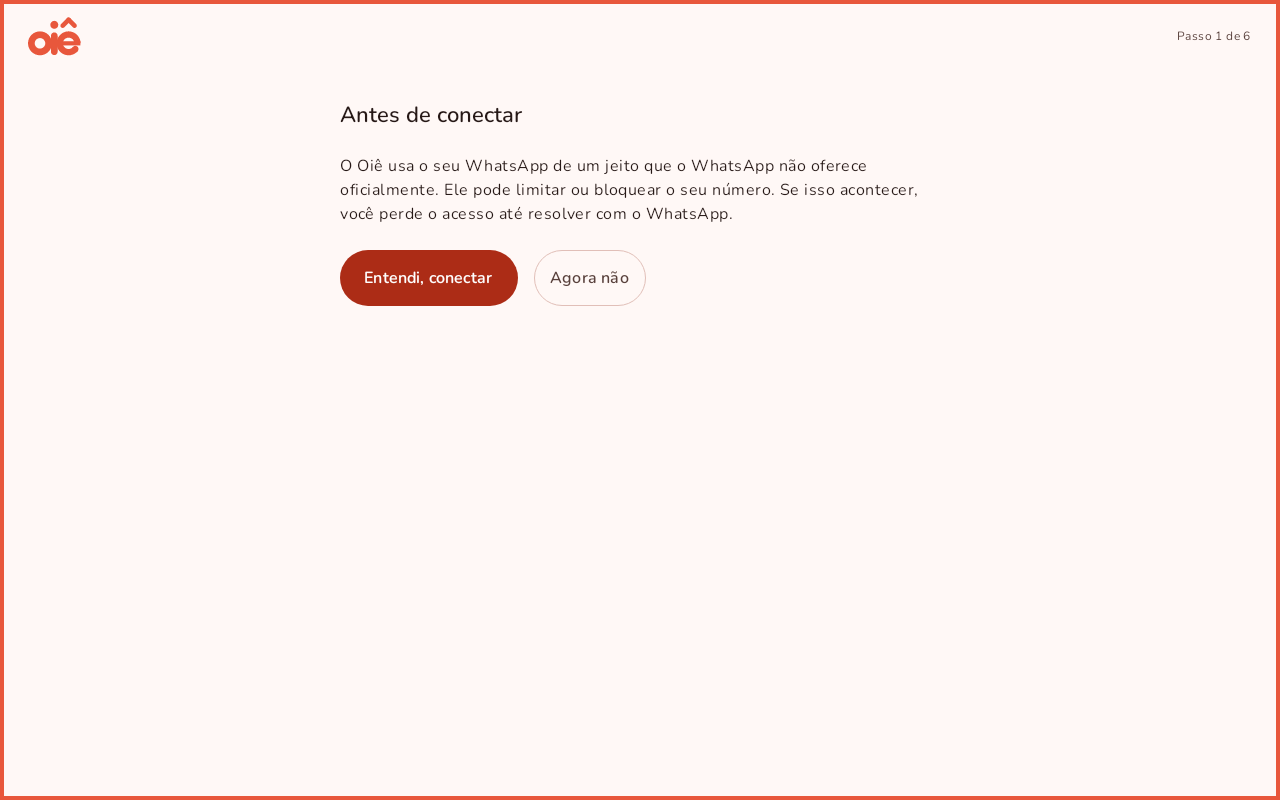 oiê
Passo 1 de 6
Antes de conectar
O Oiê usa o seu WhatsApp de um jeito que o WhatsApp não oferece
oficialmente. Ele pode limitar ou bloquear o seu número. Se isso acontecer,
você perde o acesso até resolver com o WhatsApp.
Entendi, conectar
Agora não